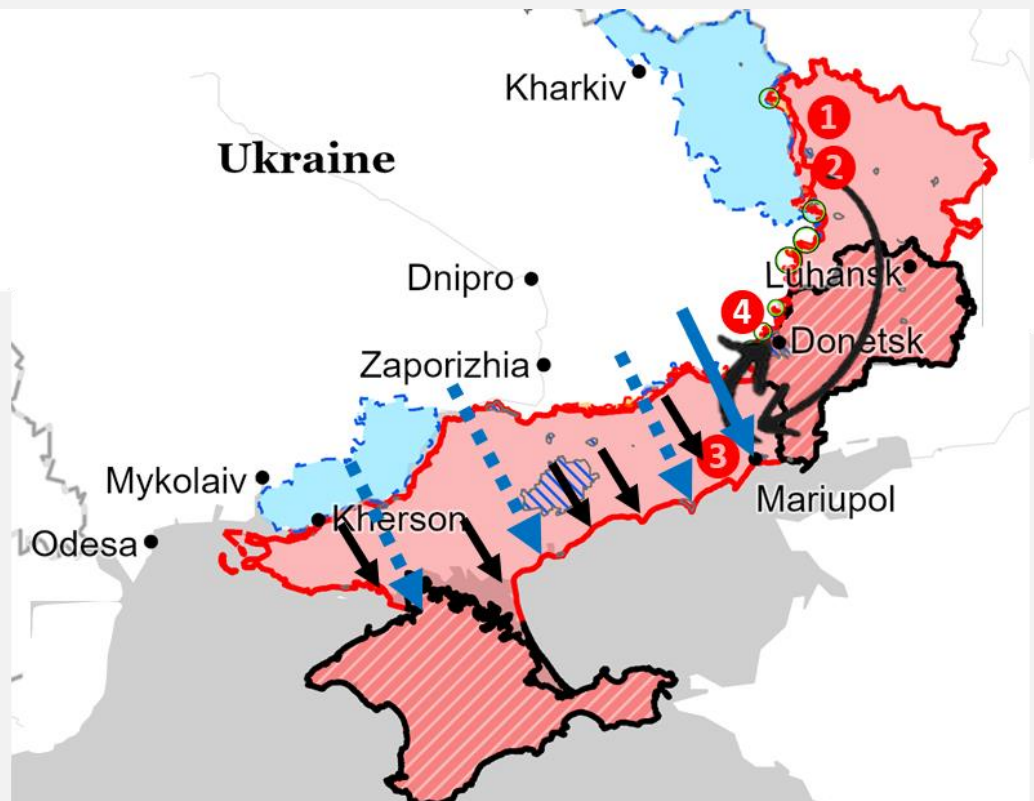 Kharkiv
1
Ukraine
2
Dnipro
Luhansk
4
Donetsk
Zaporizhia
3
Mykolaiv
Mariupol
Kherson
Odesa